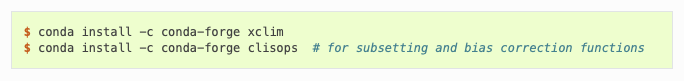 $ conda install -c conda-forge xclim
$ conda install -c conda-forge clisops  # for subsetting and bias correction functions